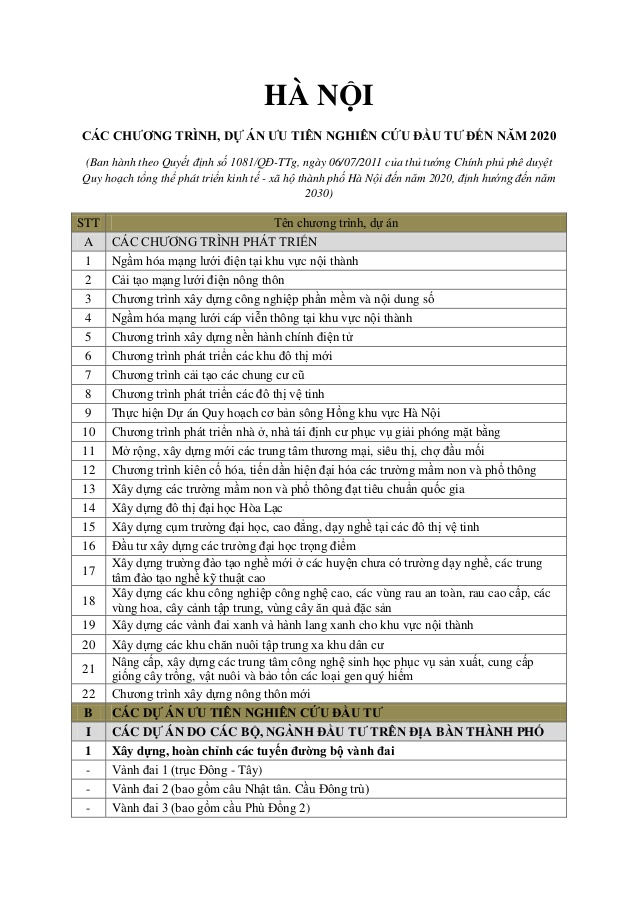 HÀ NỘI
CÁC CHƯƠNG TRÌNH, DỰ ÁN ƯU TIÊN NGHIÊN CỨU ĐẦU TƯ ĐẾN NĂM 2020
(Ban hành theo Quyết định số 1081/QĐ-TTg, ngày 06/07/2011 của thủ tướng Chính phủ phê duyệt
Quy hoạch tổng thể phát triển kinh tế - xã hộ thành phố Hà Nội đến năm 2020, định hướng đến năm
2030)
STT Tên chương trình, dự án
A CÁC CHƯƠNG TRÌNH PHÁT TRIỂN
1 Ngầm hóa mạng lưới điện tại khu vực nội thành
2 Cải tạo mạng lưới điện nông thôn
3 Chương trình xây dựng công nghiệp phần mềm và nội dung số
4 Ngầm hóa mạng lưới cáp viễn thông tại khu vực nội thành
5 Chương trình xây dựng nền hành chính điện tử
6 Chương trình phát triển các khu đô thị mới
7 Chương trình cải tạo các chung cư cũ
8 Chương trình phát triển các đô thị vệ tinh
9 Thực hiện Dự án Quy hoạch cơ bản sông Hồng khu vực Hà Nội
10 Chương trình phát triển nhà ở, nhà tái định cư phục vụ giải phóng mặt bằng
11 Mở rộng, xây dựng mới các trung tâm thương mại, siêu thị, chợ đầu mối
12 Chương trình kiên cố hóa, tiến dần hiện đại hóa các trường mầm non và phổ thông
13 Xây dựng các trường mầm non và phổ thông đạt tiêu chuẩn quốc gia
14 Xây dựng đô thị đại học Hòa Lạc
15 Xây dựng cụm trường đại học, cao đẳng, dạy nghề tại các đô thị vệ tinh
16 Đầu tư xây dựng các trường đại học trọng điểm
17 Xây dựng trường đào tạo nghề mới ở các huyện chưa có trường dạy nghề, các trung
tâm đào tạo nghề kỹ thuật cao
18 Xây dựng các khu công nghiệp công nghệ cao, các vùng rau an toàn, rau cao cấp, các
vùng hoa, cây cảnh tập trung, vùng cây ăn quả đặc sản
19 Xây dựng các vành đai xanh và hành lang xanh cho khu vực nội thành
20 Xây dựng các khu chăn nuôi tập trung xa khu dân cư
21 Nâng cấp, xây dựng các trung tâm công nghệ sinh học phục vụ sản xuất, cung cấp
giống cây trồng, vật nuôi và bảo tồn các loại gen quý hiếm
22 Chương trình xây dựng nông thôn mới
B CÁC DỰ ÁN ƯU TIÊN NGHIÊN CỨU ĐẦU TƯ
I CÁC DỰ ÁN DO CÁC BỘ, NGÀNH ĐẦU TƯ TRÊN ĐỊA BÀN THÀNH PHỐ
1 Xây dựng, hoàn chỉnh các tuyến đường bộ vành đai
- Vành đai 1 (trục Đông - Tây)
- Vành đai 2 (bao gồm câu Nhật tân. Cầu Đông trù)
- Vành đai 3 (bao gồm cầu Phù Đổng 2)